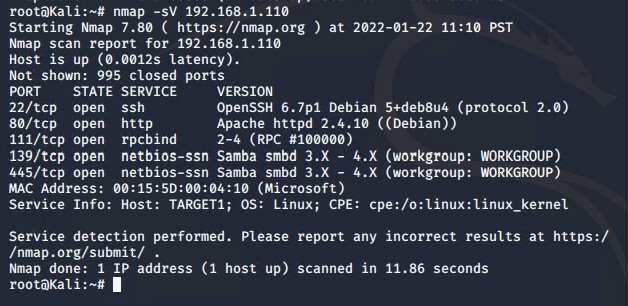 root@Kali:~# nmap -sV 192.168.1.110
Starting Nmap 7.80 ( https://nmap.org ) at 2022-01-22 11:10 PST
Nmap scan report for 192.168.1.110
Host is up (0.0012s latency).
Not shown: 995 closed ports
PORT    STATE SERVICE     VERSION
22/tcp  open  ssh         OpenSSH 6.7p1 Debian 5+deb8u4 (protocol 2.0)
80/tcp  open  http        Apache httpd 2.4.10 ((Debian))
111/tcp open  rpcbind     2-4 (RPC #100000)
139/tcp open  netbios-ssn Samba smbd 3.X - 4.X (workgroup: WORKGROUP)
445/tcp open  netbios-ssn Samba smbd 3.X - 4.X (workgroup: WORKGROUP)
MAC Address: 00:15:5D:00:04:10 (Microsoft)
Service Info: Host: TARGET1; OS: Linux; CPE: cpe:/o:linux:linux_kernel

Service detection performed. Please report any incorrect results at https:/
/nmap.org/submit/ .
Nmap done: 1 IP address (1 host up) scanned in 11.86 seconds
root@Kali:~#